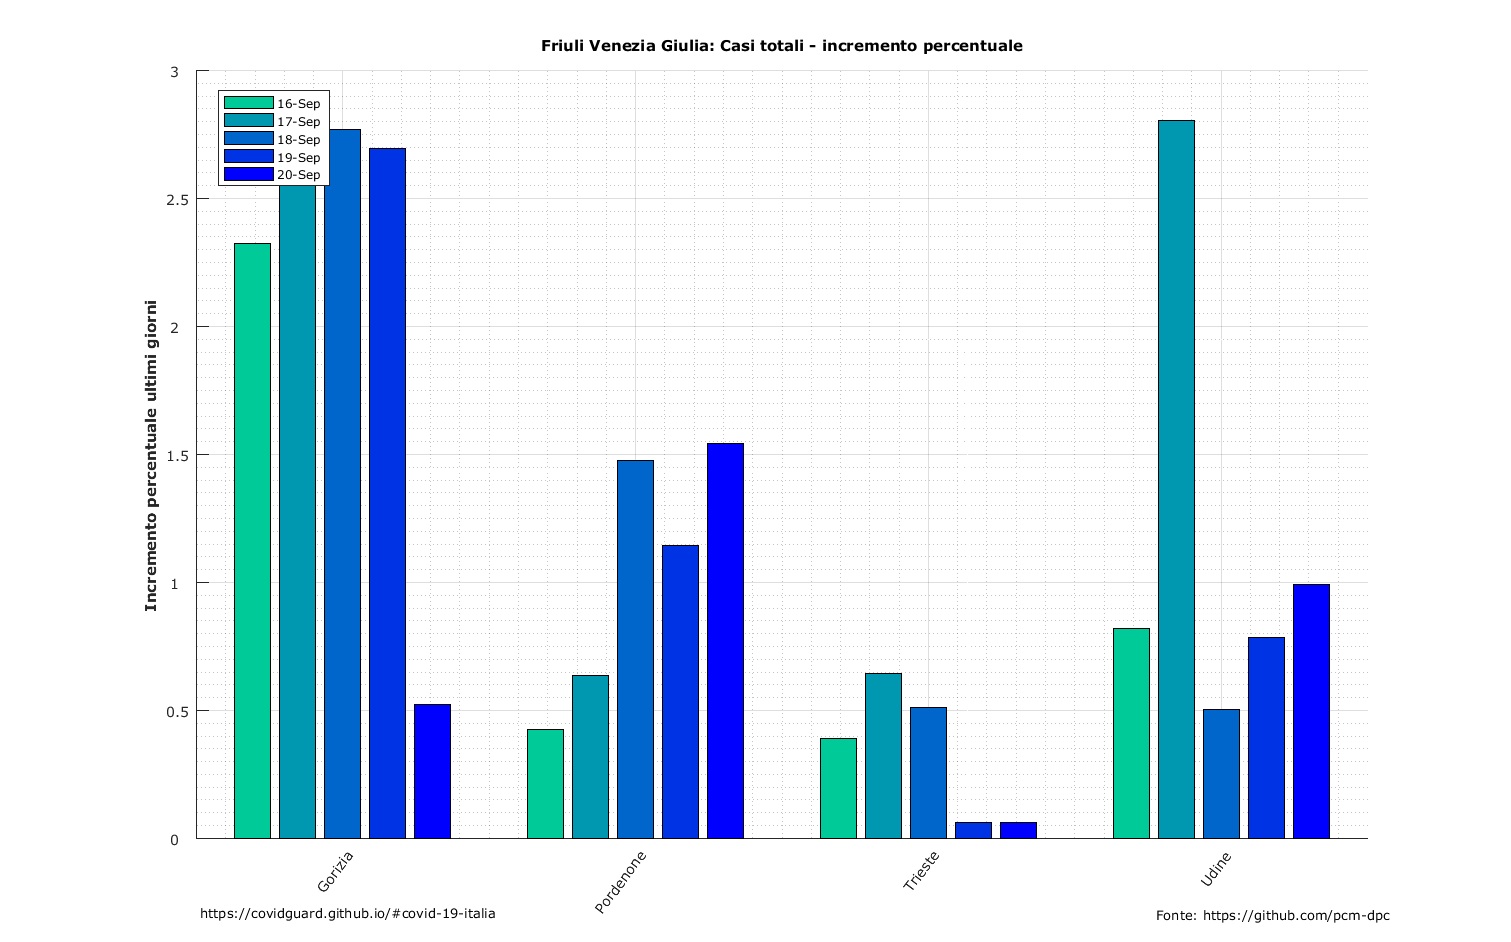 Friuli Venezia Giulia: Casi totali - incremento percentuale
3
2.5
2
1.5
1
0.5
0
Incremento percentuale ultimi giorni
16-Sep
17-Sep
18-Sep
19-Sep
20-Sep
Gorizia
Pordenone
Trieste
Udine
https://covidguard.github.io/#covid-19-italia
Fonte: https://github.com/pcm-dpc